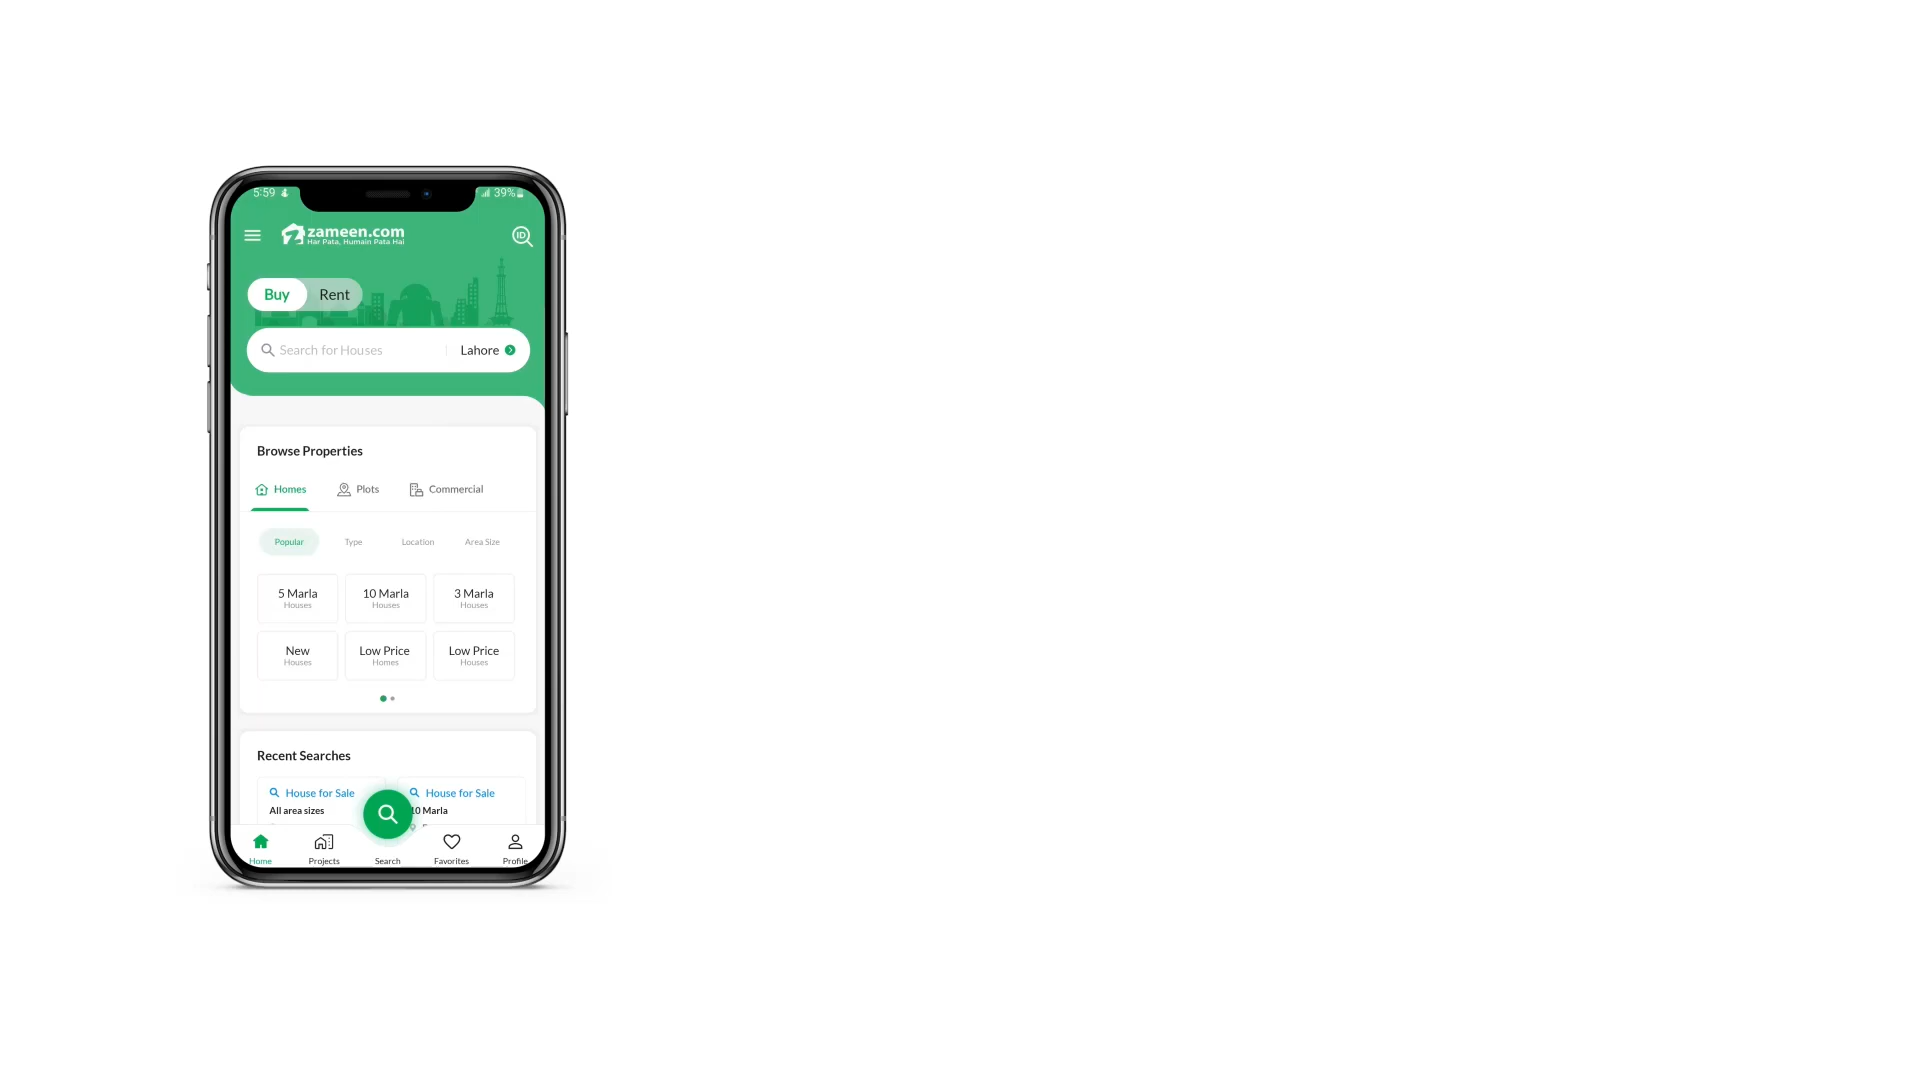 5:59
39%
zameen.com
Har Pata, Humain Pata Hai
ID
Buy Rent
Search for Houses Lahore
Browse Properties
Homes Plots Commercial
Popular Type Location Area Size
5 Marla 10 Marla 3 Marla
Houses Houses Houses
New Low Price Low Price
Houses Homes Houses
Recent Searches
House for Sale House for Sale
All area sizes 10 Marla
Home Projects Search Favorites Profile